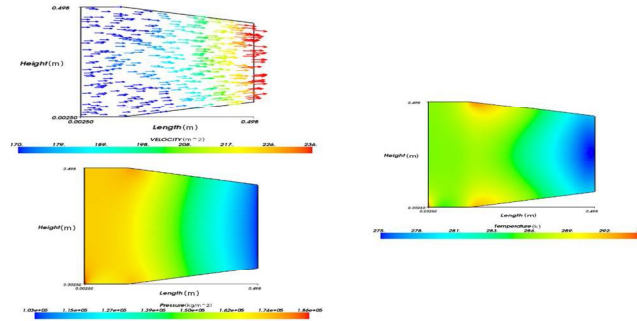 0.498
Height(m)
0.00250
0.00250
0.498
Length(m)
VELOCITY(m^2)
170. 179. 189. 198. 208. 217. 226. 236.
0.498
Height(m)
0.00250
0.00250
0.498
Length(m)
1.03e+05 1.15e+05 1.27e+05 1.39e+05 1.50e+05 1.62e+05 1.76e+05 1.86e+05
Pressure(kg/m^2)
0.498
Height(m)
0.00250
0.00250
0.498
Length(m)
Temperature(k)
275. 278. 281. 283. 286. 289. 292.